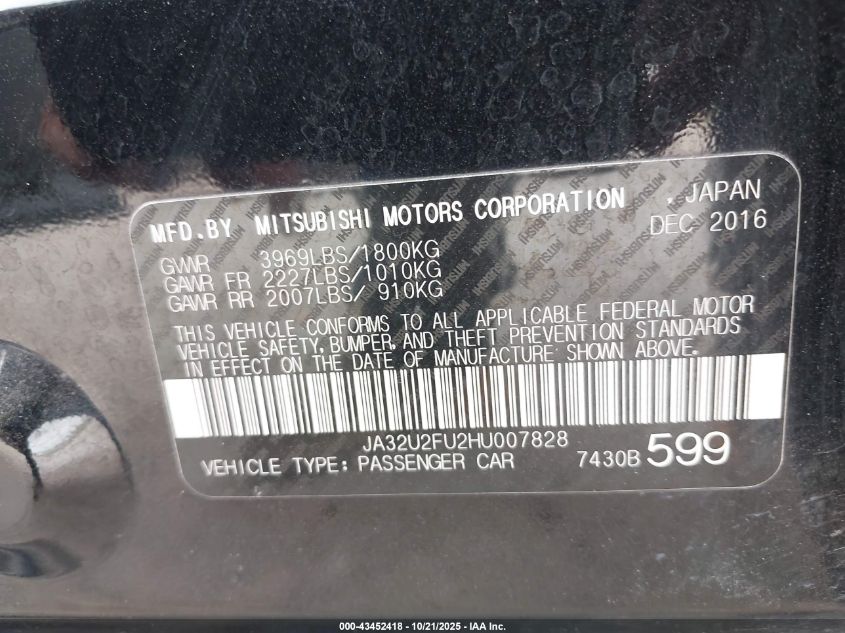 MFD.BY MITSUBISHI MOTORS CORPORATION , JAPAN
GVWR 3969LBS/1800KG DEC 2016
GAWR FR 2227LBS/1010KG
GAWR RR 2007LBS/ 910KG
THIS VEHICLE CONFORMS TO ALL APPLICABLE FEDERAL MOTOR
VEHICLE SAFETY, BUMPER, AND THEFT PREVENTION STANDARDS
IN EFFECT ON THE DATE OF MANUFACTURE SHOWN ABOVE.
JA32U2FU2HU007828
VEHICLE TYPE: PASSENGER CAR 7430B 599
000-43452418 - 10/21/2025 - IAA Inc.